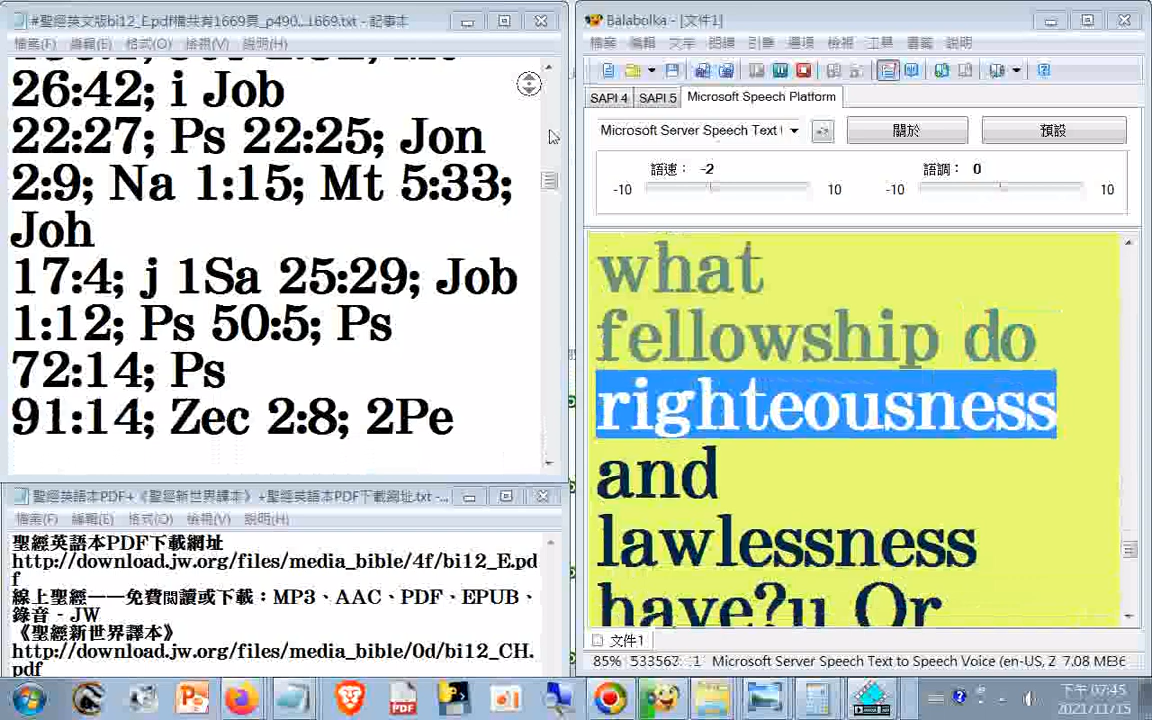 #聖經英文版bi12_E.pdf檔共有1669頁_p490...1669.txt - 記事本
檔案(F) 編輯(E) 格式(O) 檢視(V) 說明(H)
26:42; i Job
22:27; Ps 22:25; Jon
2:9; Na 1:15; Mt 5:33;
Joh
17:4; j 1Sa 25:29; Job
1:12; Ps 50:5; Ps
72:14; Ps
91:14; Zec 2:8; 2Pe
聖經英語本PDF+《聖經新世界譯本》+聖經英語本PDF下載網址.txt -...
檔案(F) 編輯(E) 格式(O) 檢視(V) 說明(H)
聖經英語本PDF下載網址
http://download.jw.org/files/media_bible/4f/bi12_E.pd
f
線上聖經——免費閱讀或下載：MP3、AAC、PDF、EPUB、
錄音 - JW
《聖經新世界譯本》
http://download.jw.org/files/media_bible/0d/bi12_CH.
pdf
Balabolka - [文件1]
檔案 編輯 文字 朗讀 引擎 選項 檢視 工具 書籤 說明
SAPI 4 SAPI 5 Microsoft Speech Platform
Microsoft Server Speech Text 關於 預設
語速： -2 語調： 0
-10 10 -10 10
what
fellowship do
righteousness
and
lawlessness
have?u Or
文件1
85% 533567: 1 Microsoft Server Speech Text to Speech Voice (en-US, Z 7.08 MB
下午 07:45
2021/11/15